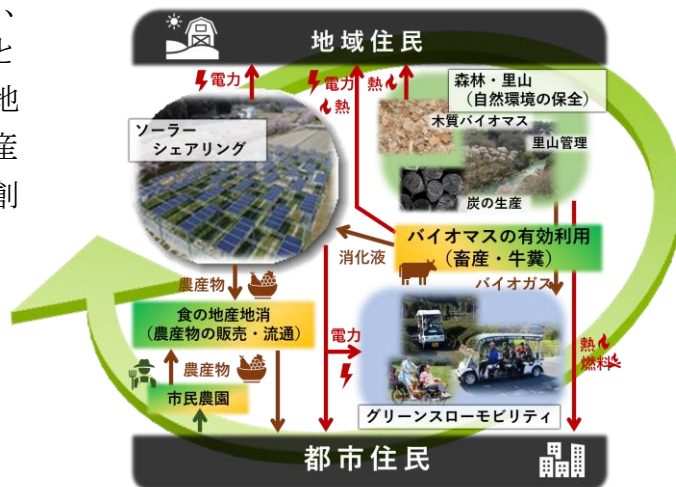 、
と
地
産
創
地域住民
電力
電力
熱
熱
森林・里山
（自然環境の保全）
木質バイオマス
里山管理
炭の生産
ソーラー
シェアリング
バイオマスの有効利用
（畜産・牛糞）
消化液
バイオガス
農産物
食の地産地消
（農産物の販売・流通）
農産物
市民農園
電力
熱
燃料
グリーンスローモビリティ
都市住民